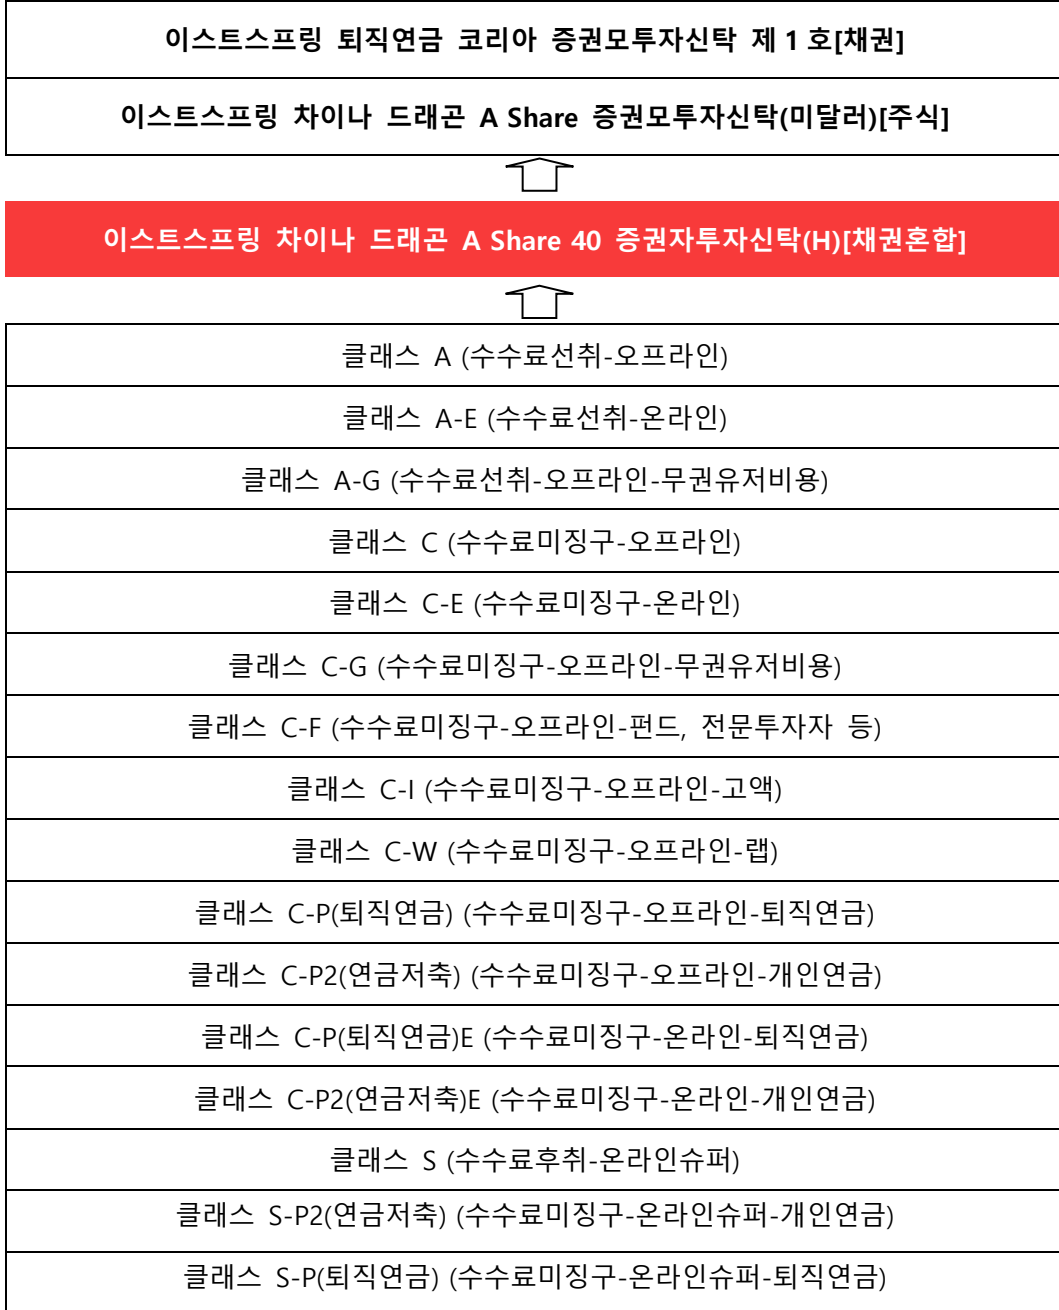 이스트스프링 퇴직연금 코리아 증권모투자신탁 제 1 호[채권]
이스트스프링 차이나 드래곤 A Share 증권모투자신탁(미달러)[주식]
이스트스프링 차이나 드래곤 A Share 40 증권자투자신탁(H)[채권혼합]
클래스 A (수수료선취-오프라인)
클래스 A-E (수수료선취-온라인)
클래스 A-G (수수료선취-오프라인-무권유저비용)
클래스 C (수수료미징구-오프라인)
클래스 C-E (수수료미징구-온라인)
클래스 C-G (수수료미징구-오프라인-무권유저비용)
클래스 C-F (수수료미징구-오프라인-펀드, 전문투자자 등)
클래스 C-I (수수료미징구-오프라인-고액)
클래스 C-W (수수료미징구-오프라인-랩)
클래스 C-P(퇴직연금) (수수료미징구-오프라인-퇴직연금)
클래스 C-P2(연금저축) (수수료미징구-오프라인-개인연금)
클래스 C-P(퇴직연금)E (수수료미징구-온라인-퇴직연금)
클래스 C-P2(연금저축)E (수수료미징구-온라인-개인연금)
클래스 S (수수료후취-온라인슈퍼)
클래스 S-P2(연금저축) (수수료미징구-온라인슈퍼-개인연금)
클래스 S-P(퇴직연금) (수수료미징구-온라인슈퍼-퇴직연금)